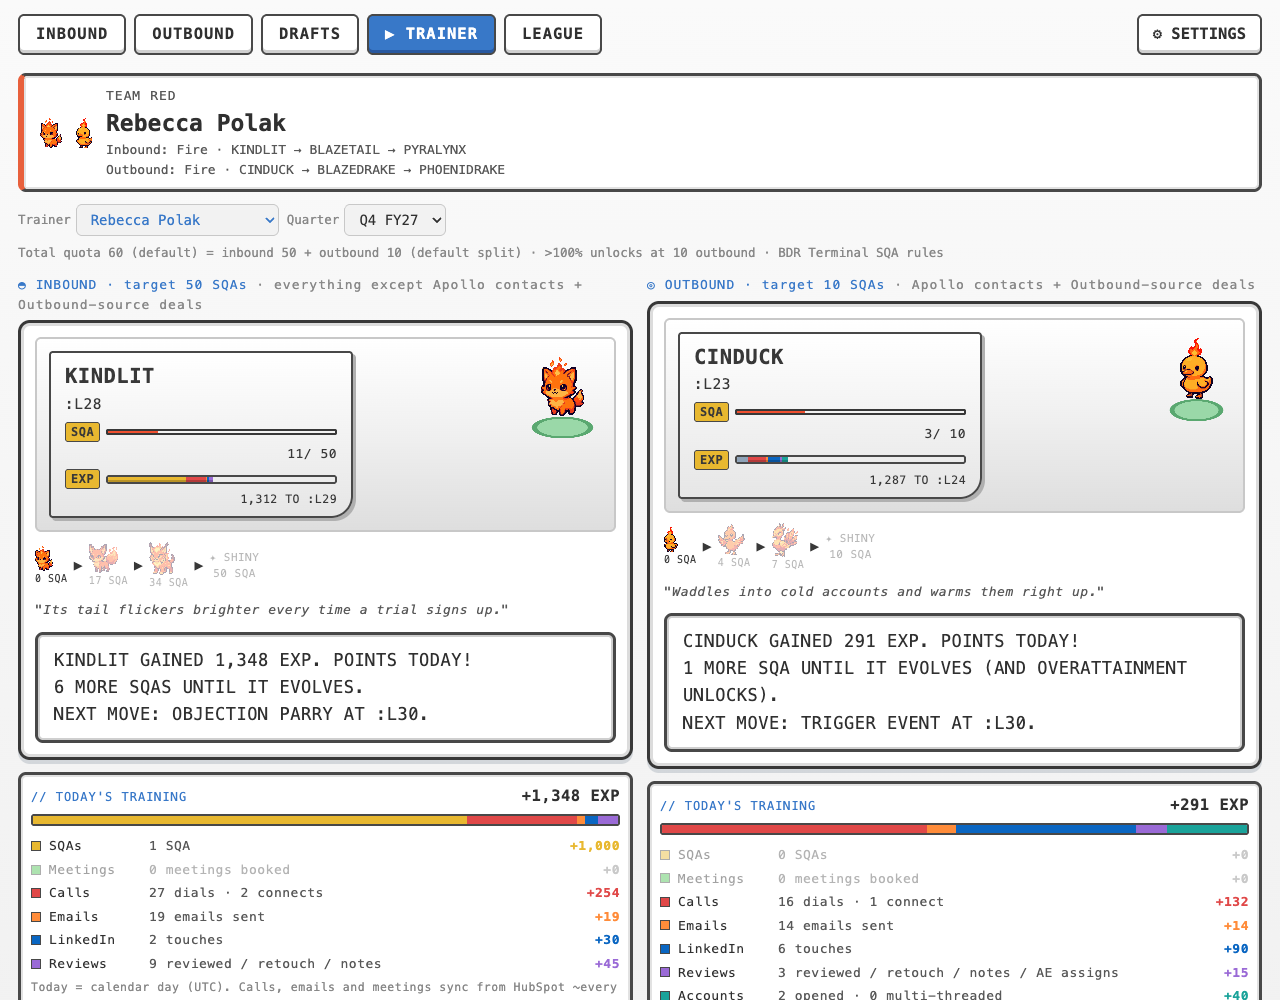 INBOUND
OUTBOUND
DRAFTS
▶ TRAINER
LEAGUE
⚙ SETTINGS
TEAM RED
Rebecca Polak
Inbound: Fire · KINDLIT → BLAZETAIL → PYRALYNX
Outbound: Fire · CINDUCK → BLAZEDRAKE → PHOENIDRAKE
Trainer Rebecca Polak Quarter Q4 FY27
Total quota 60 (default) = inbound 50 + outbound 10 (default split) · >100% unlocks at 10 outbound · BDR Terminal SQA rules
◓ INBOUND · target 50 SQAs · everything except Apollo contacts +
Outbound-source deals
KINDLIT
:L28
SQA
11/ 50
EXP
1,312 TO :L29
0 SQA ▶ 17 SQA ▶ 34 SQA ▶ ✦ SHINY
50 SQA
"Its tail flickers brighter every time a trial signs up."
KINDLIT GAINED 1,348 EXP. POINTS TODAY!
6 MORE SQAS UNTIL IT EVOLVES.
NEXT MOVE: OBJECTION PARRY AT :L30.
// TODAY'S TRAINING +1,348 EXP
SQAs 1 SQA +1,000
Meetings 0 meetings booked +0
Calls 27 dials · 2 connects +254
Emails 19 emails sent +19
LinkedIn 2 touches +30
Reviews 9 reviewed / retouch / notes +45
Today = calendar day (UTC). Calls, emails and meetings sync from HubSpot ~every
◎ OUTBOUND · target 10 SQAs · Apollo contacts + Outbound-source deals
CINDUCK
:L23
SQA
3/ 10
EXP
1,287 TO :L24
0 SQA ▶ 4 SQA ▶ 7 SQA ▶ ✦ SHINY
10 SQA
"Waddles into cold accounts and warms them right up."
CINDUCK GAINED 291 EXP. POINTS TODAY!
1 MORE SQA UNTIL IT EVOLVES (AND OVERATTAINMENT
UNLOCKS).
NEXT MOVE: TRIGGER EVENT AT :L30.
// TODAY'S TRAINING +291 EXP
SQAs 0 SQAs +0
Meetings 0 meetings booked +0
Calls 16 dials · 1 connect +132
Emails 14 emails sent +14
LinkedIn 6 touches +90
Reviews 3 reviewed / retouch / notes / AE assigns +15
Accounts 2 opened · 0 multi-threaded +40